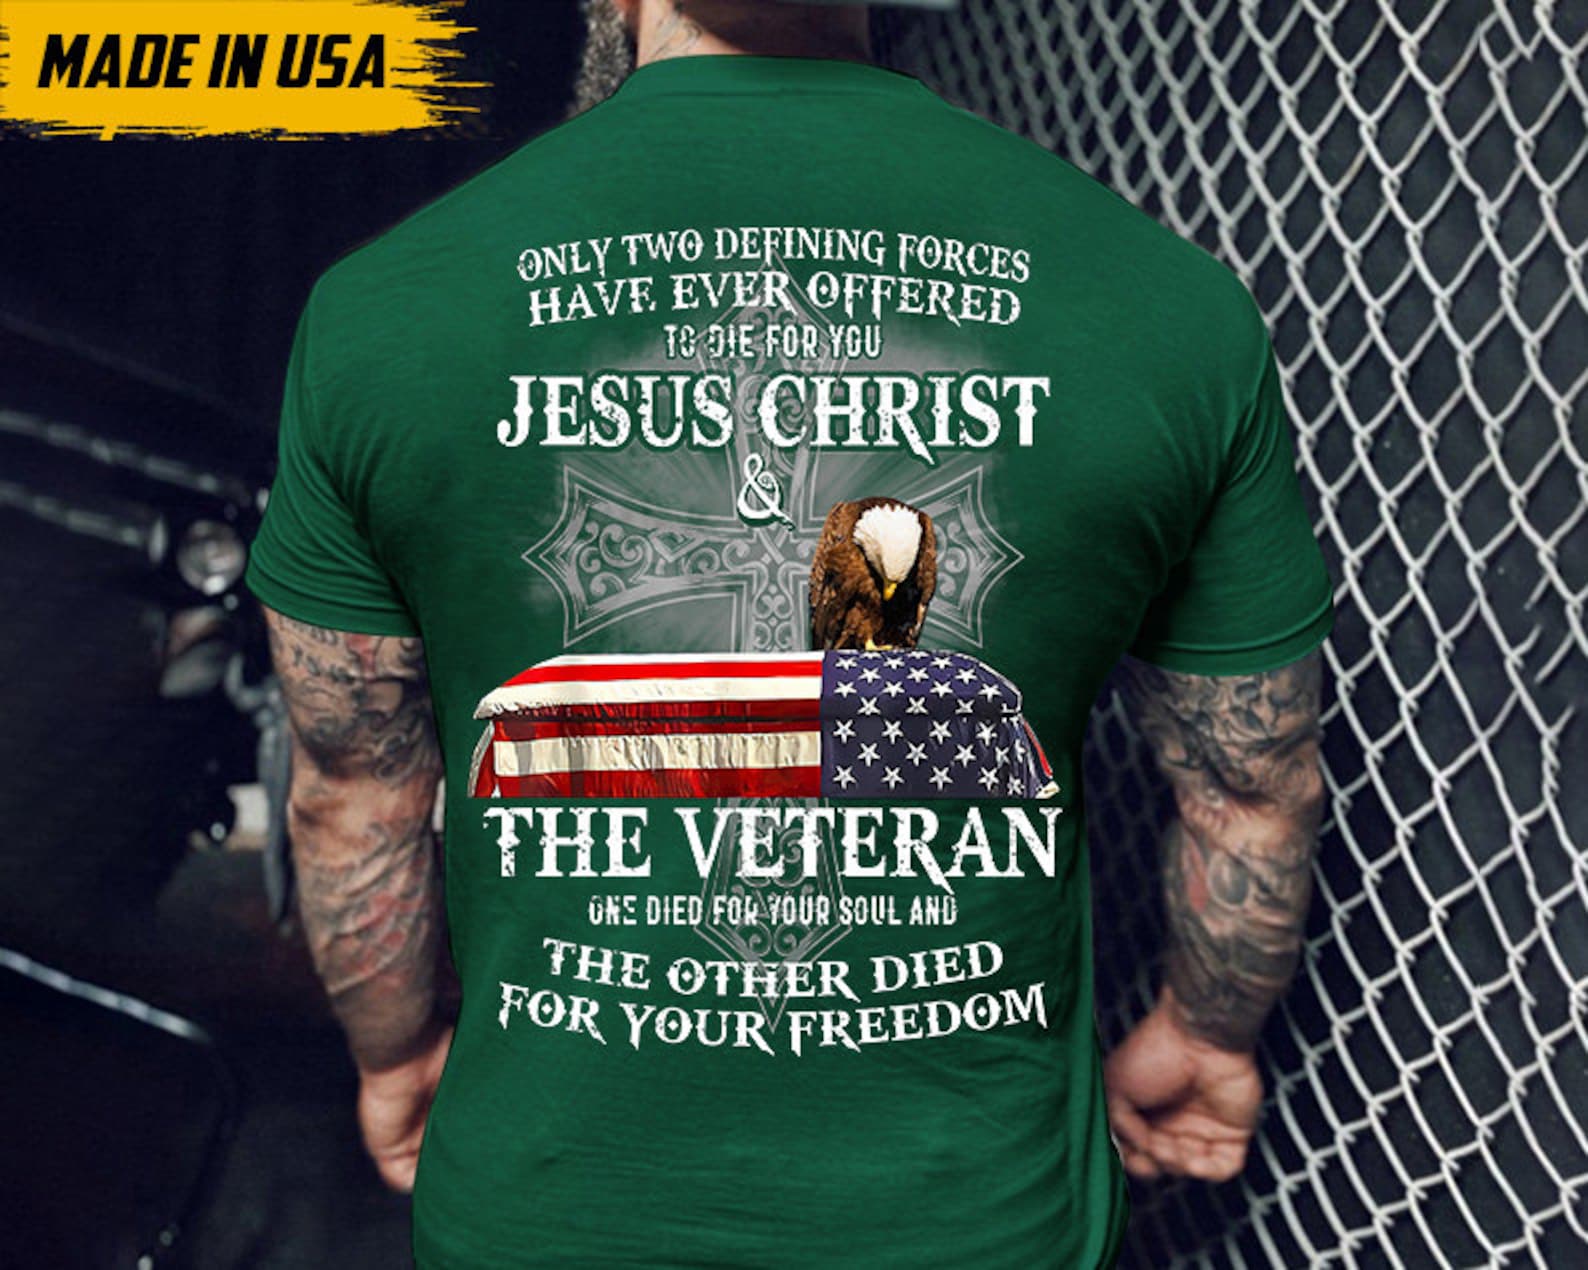 MADE IN USA
ONLY TWO DEFINING FORCES
HAVE EVER OFFERED
TO DIE FOR YOU
JESUS CHRIST
&
THE VETERAN
ONE DIED FOR YOUR SOUL AND
THE OTHER DIED
FOR YOUR FREEDOM